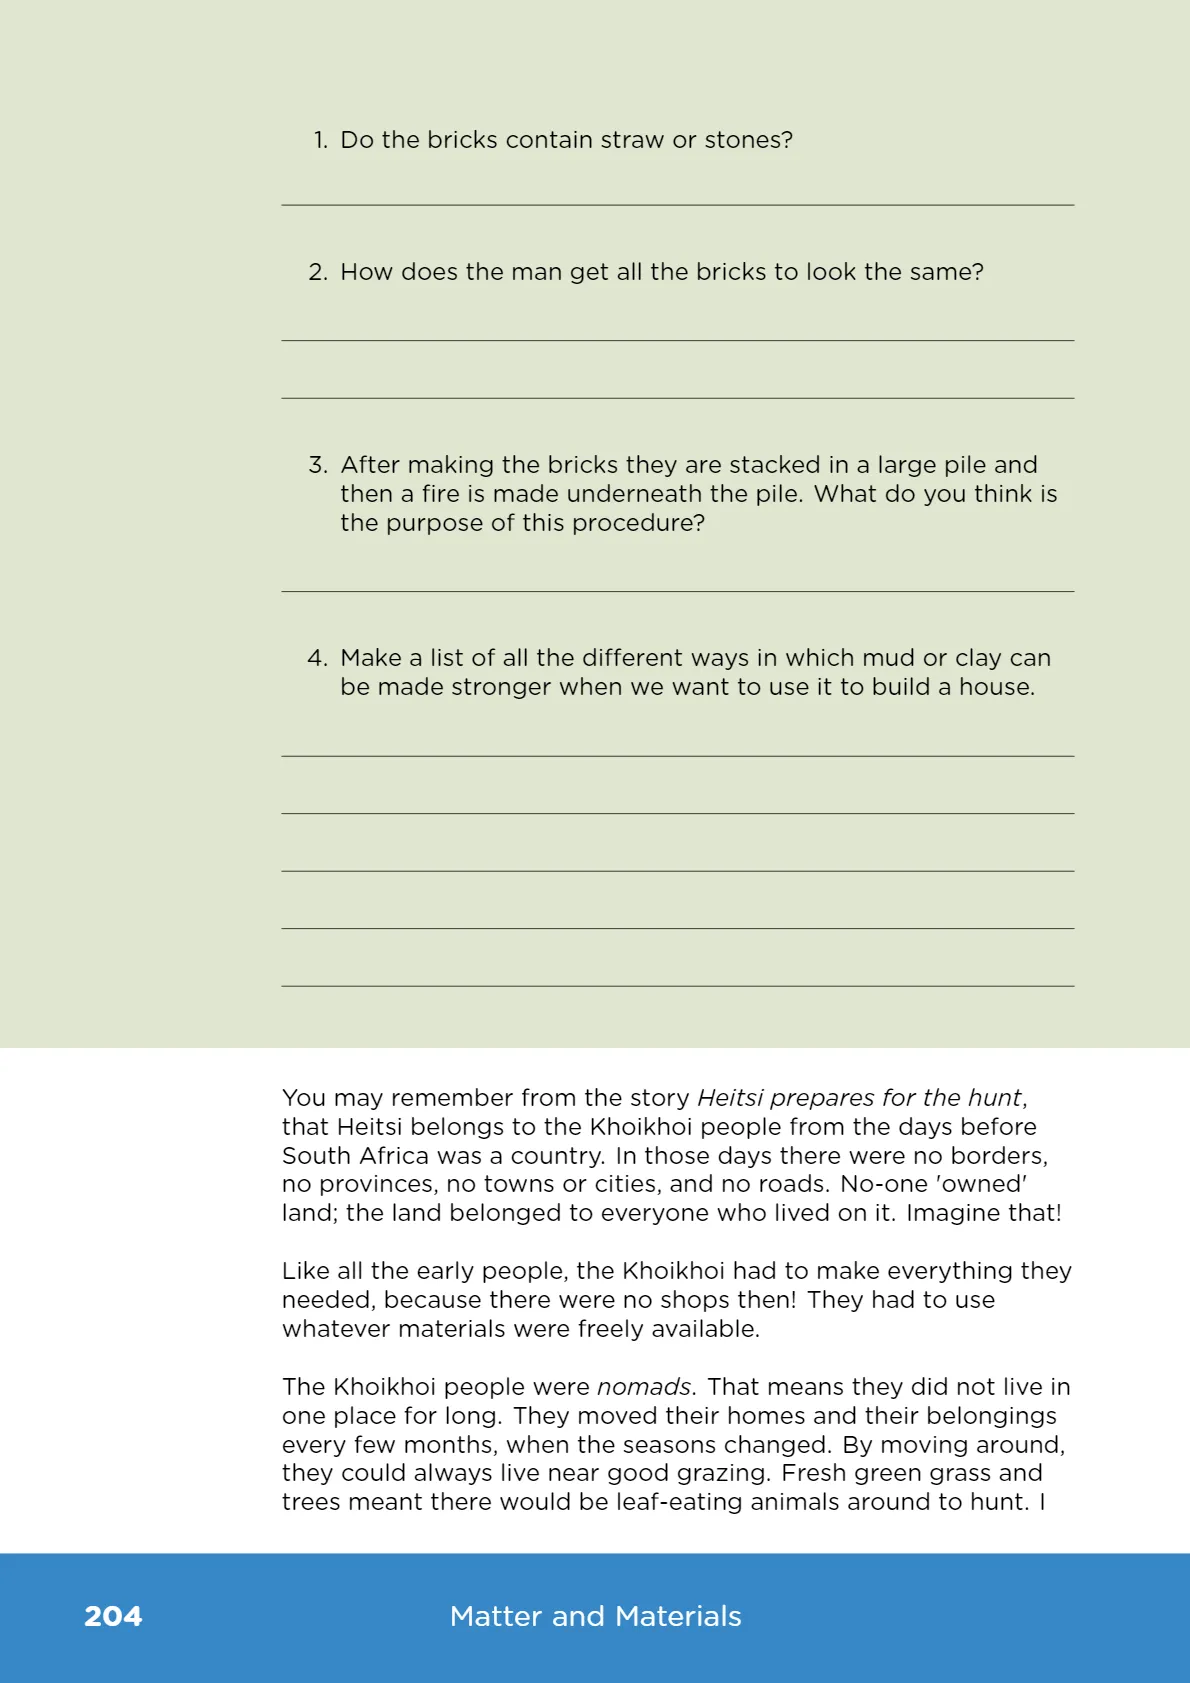 1. Do the bricks contain straw or stones?
2. How does the man get all the bricks to look the same?
3. After making the bricks they are stacked in a large pile and
then a fire is made underneath the pile. What do you think is
the purpose of this procedure?
4. Make a list of all the different ways in which mud or clay can
be made stronger when we want to use it to build a house.
You may remember from the story Heitsi prepares for the hunt,
that Heitsi belongs to the Khoikhoi people from the days before
South Africa was a country. In those days there were no borders,
no provinces, no towns or cities, and no roads. No-one 'owned'
land; the land belonged to everyone who lived on it. Imagine that!
Like all the early people, the Khoikhoi had to make everything they
needed, because there were no shops then! They had to use
whatever materials were freely available.
The Khoikhoi people were nomads. That means they did not live in
one place for long. They moved their homes and their belongings
every few months, when the seasons changed. By moving around,
they could always live near good grazing. Fresh green grass and
trees meant there would be leaf-eating animals around to hunt. I
204 Matter and Materials